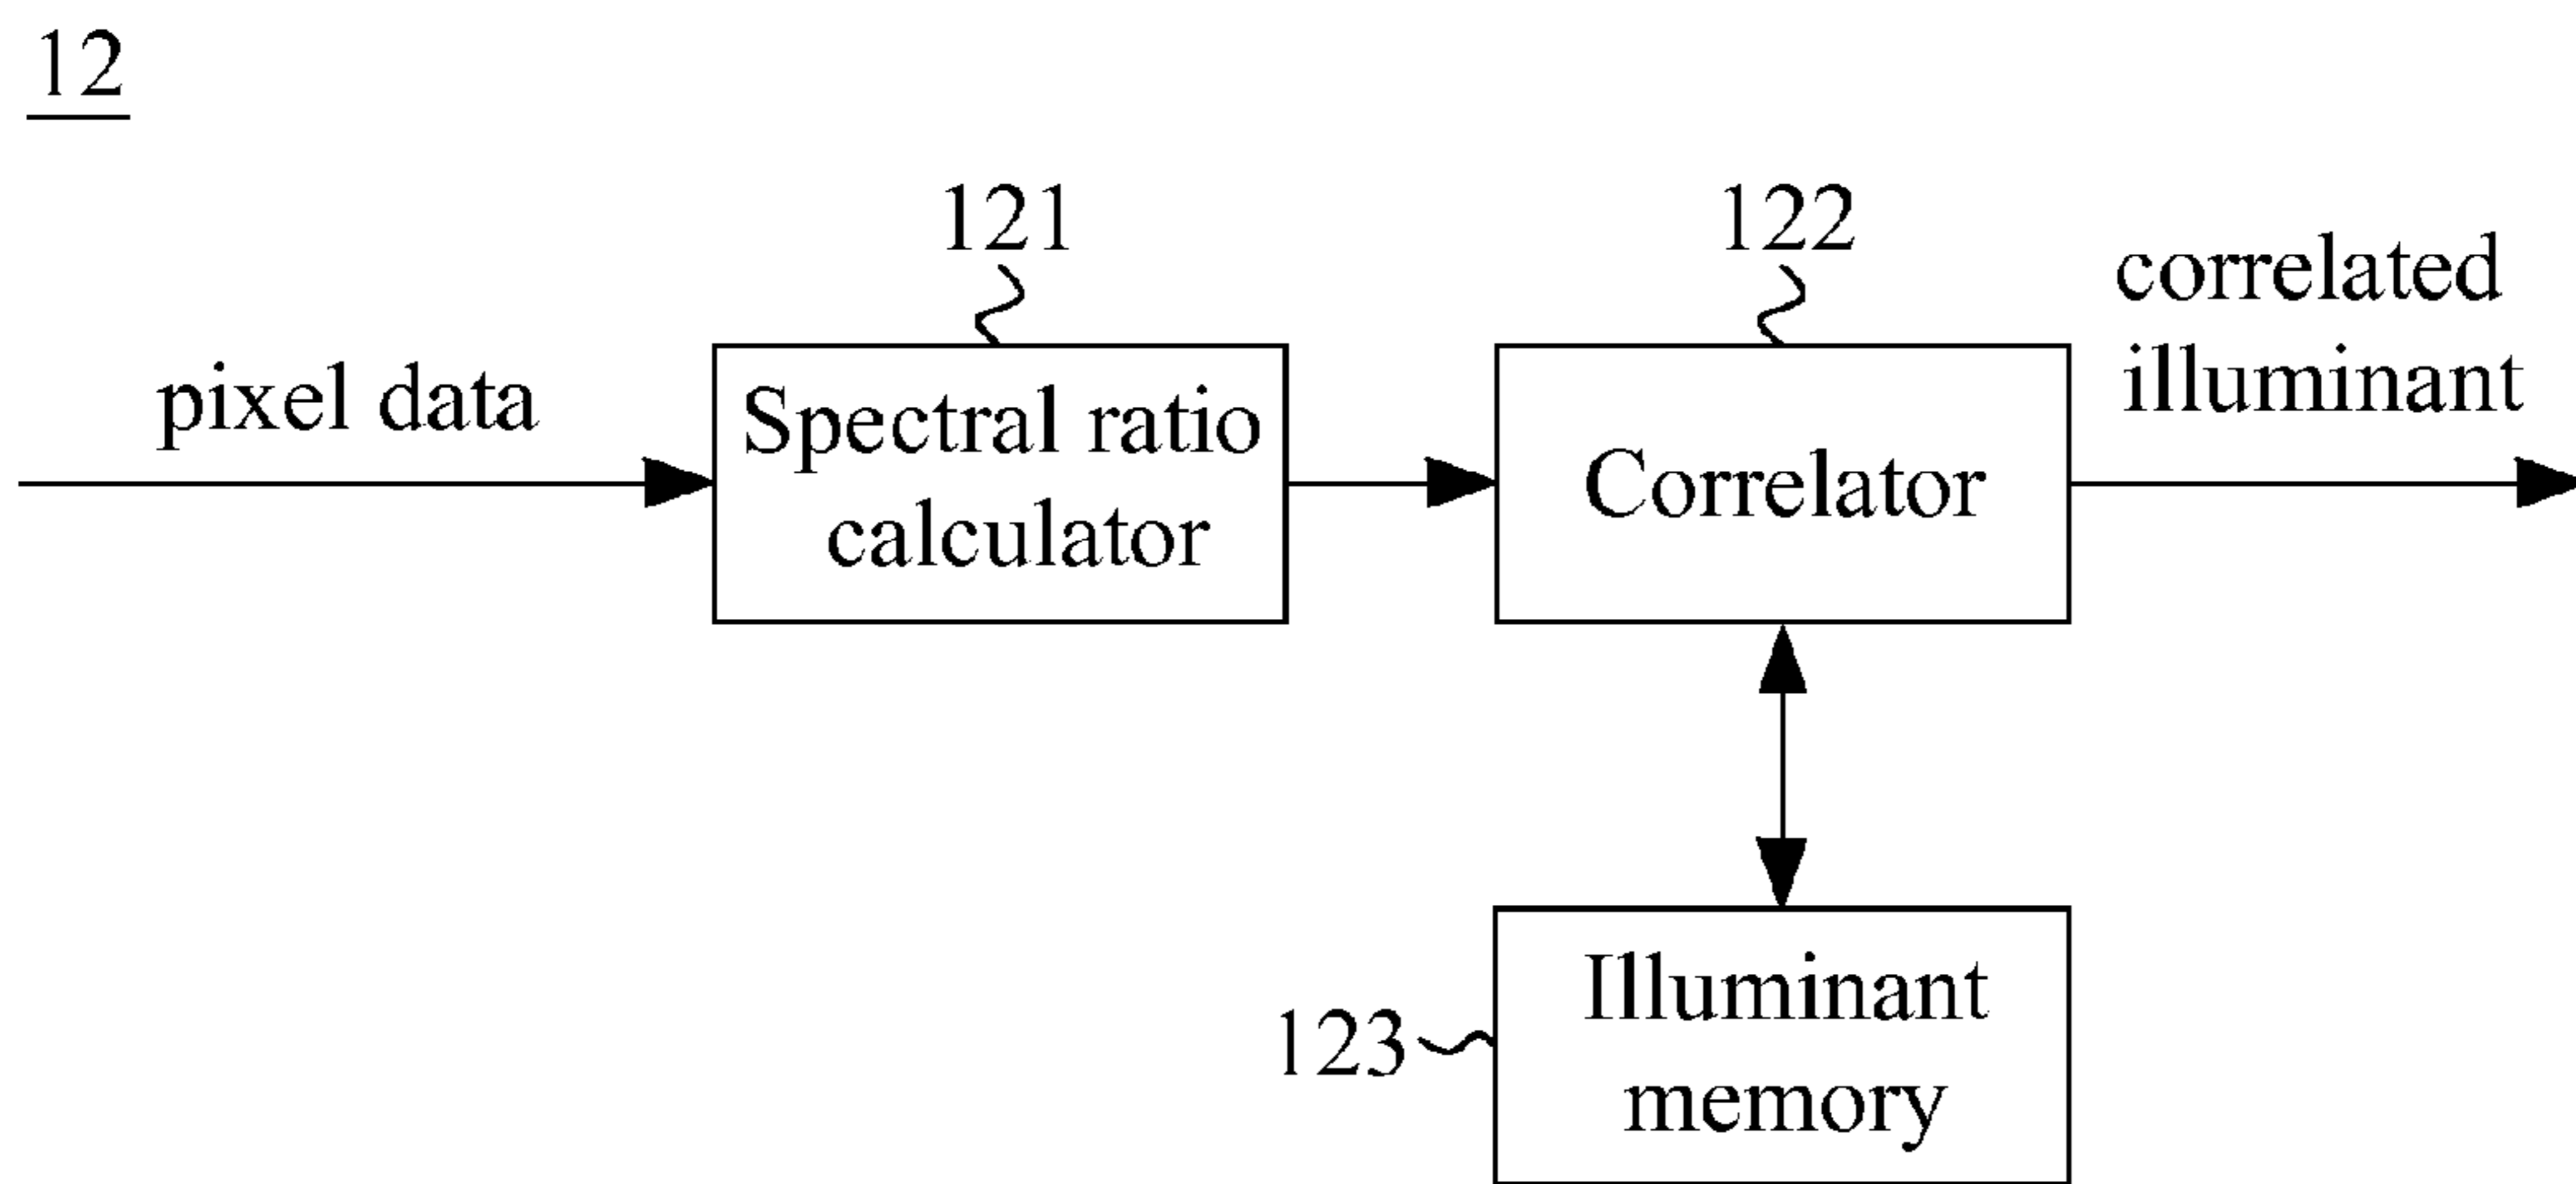 12
121
122
correlated
illuminant
pixel data
Spectral ratio
calculator
Correlator
Illuminant
memory
123